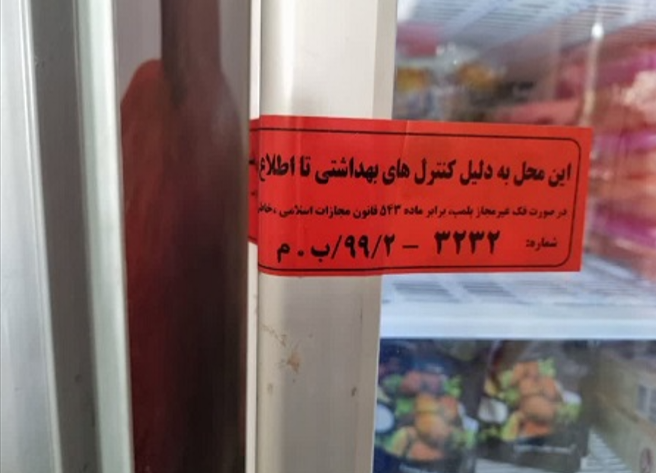 این محل به دلیل کنترل های بهداشتی تا اطلاع
در صورت فک غیرمجاز پلمب، برابر ماده ۵۴۳ قانون مجازات اسلامی ،
شماره: ۳۲۳۲ - ۹۹/۲/ب . م